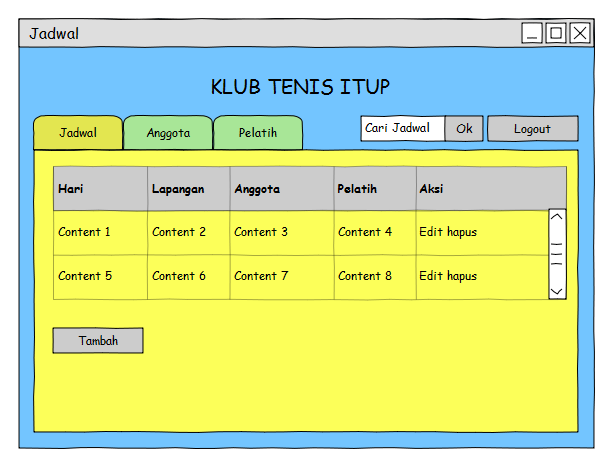 Jadwal
KLUB TENIS ITUP
Jadwal Anggota Pelatih Cari Jadwal Ok Logout
Hari Lapangan Anggota Pelatih Aksi
Content 1 Content 2 Content 3 Content 4 Edit hapus
Content 5 Content 6 Content 7 Content 8 Edit hapus
Tambah